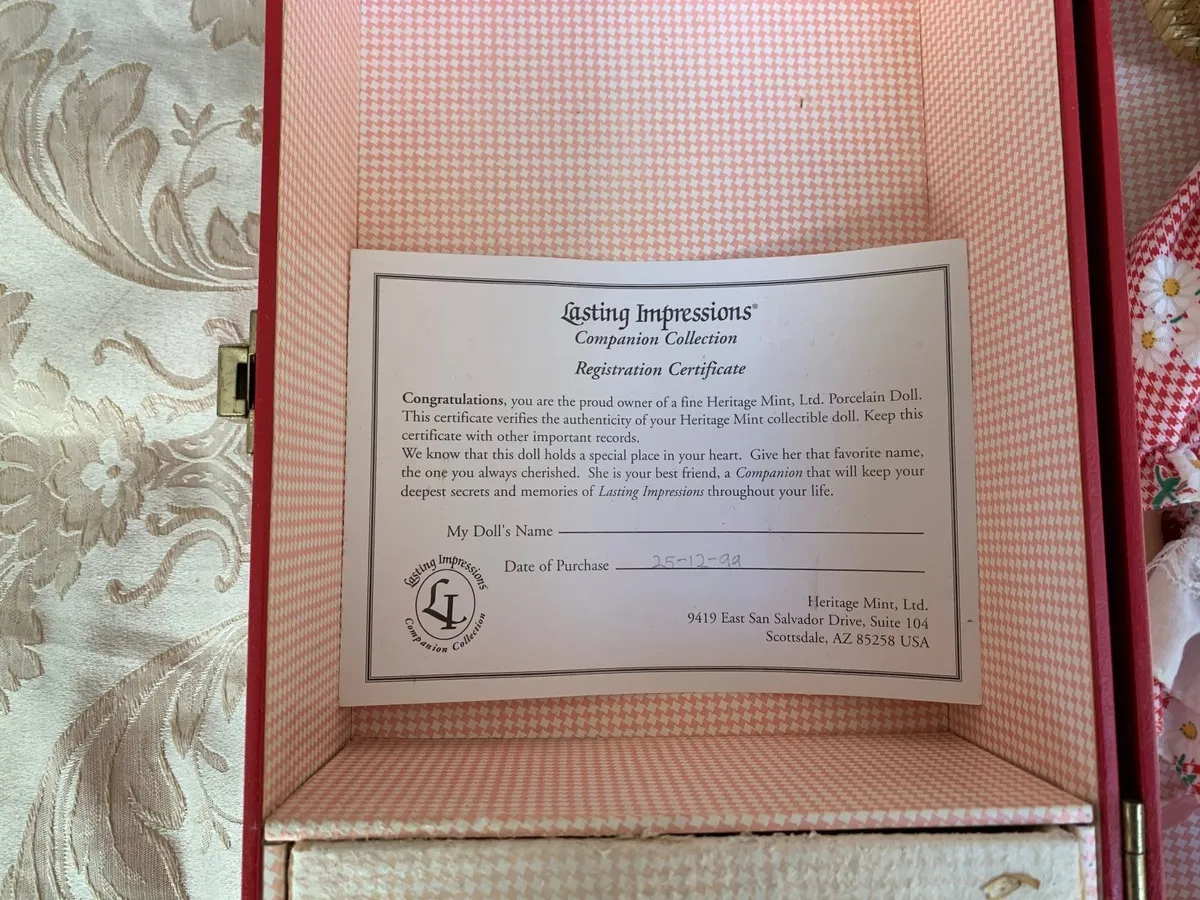 Lasting Impressions®
Companion Collection
Registration Certificate
Congratulations, you are the proud owner of a fine Heritage Mint, Ltd. Porcelain Doll.
This certificate verifies the authenticity of your Heritage Mint collectible doll. Keep this
certificate with other important records.
We know that this doll holds a special place in your heart. Give her that favorite name,
the one you always cherished. She is your best friend, a Companion that will keep your
deepest secrets and memories of Lasting Impressions throughout your life.
My Doll's Name
Date of Purchase 25-12-99
Lasting Impressions
LI
Companion Collection
Heritage Mint, Ltd.
9419 East San Salvador Drive, Suite 104
Scottsdale, AZ 85258 USA